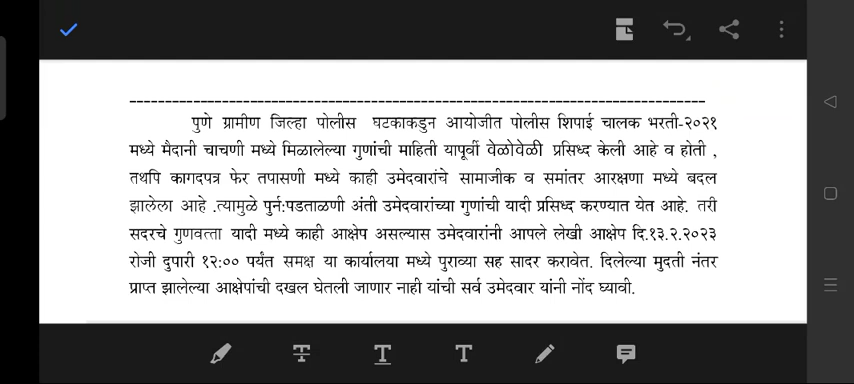 पुणे ग्रामीण जिल्हा पोलीस घटकाकडुन आयोजीत पोलीस शिपाई चालक भरती-२०२१
मध्ये मैदानी चाचणी मध्ये मिळालेल्या गुणांची माहिती यापूर्वी वेळोवेळी प्रसिध्द केली आहे व होती ,
तथपि कागदपत्र फेर तपासणी मध्ये काही उमेदवारांचे सामाजीक व समांतर आरक्षणा मध्ये बदल
झालेला आहे .त्यामुळे पुर्न:पडताळणी अंती उमेदवारांच्या गुणांची यादी प्रसिध्द करण्यात येत आहे. तरी
सदरचे गुणवत्ता यादी मध्ये काही आक्षेप असल्यास उमेदवारांनी आपले लेखी आक्षेप दि.१३.२.२०२३
रोजी दुपारी १२:०० पर्यंत समक्ष या कार्यालया मध्ये पुराव्या सह सादर करावेत. दिलेल्या मुदती नंतर
प्राप्त झालेल्या आक्षेपांची दखल घेतली जाणार नाही यांची सर्व उमेदवार यांनी नोंद घ्यावी.